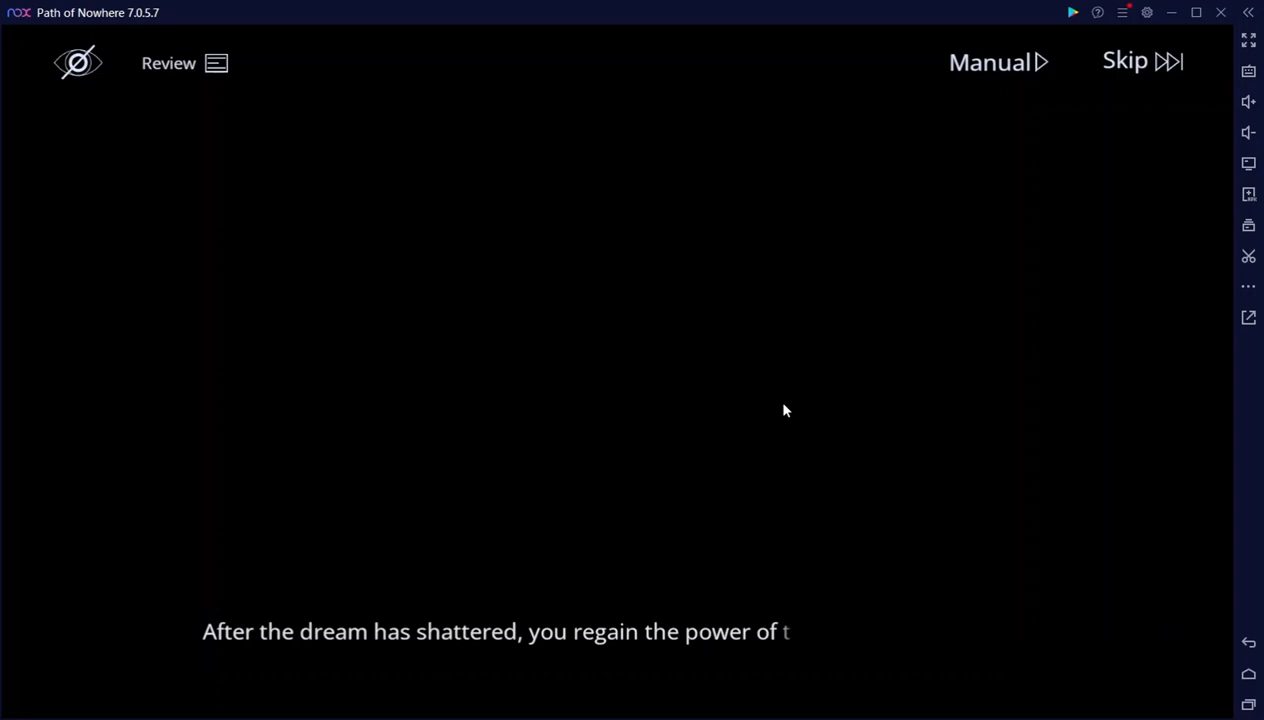 nox Path of Nowhere 7.0.5.7
Review
Manual
Skip
After the dream has shattered, you regain the power of t